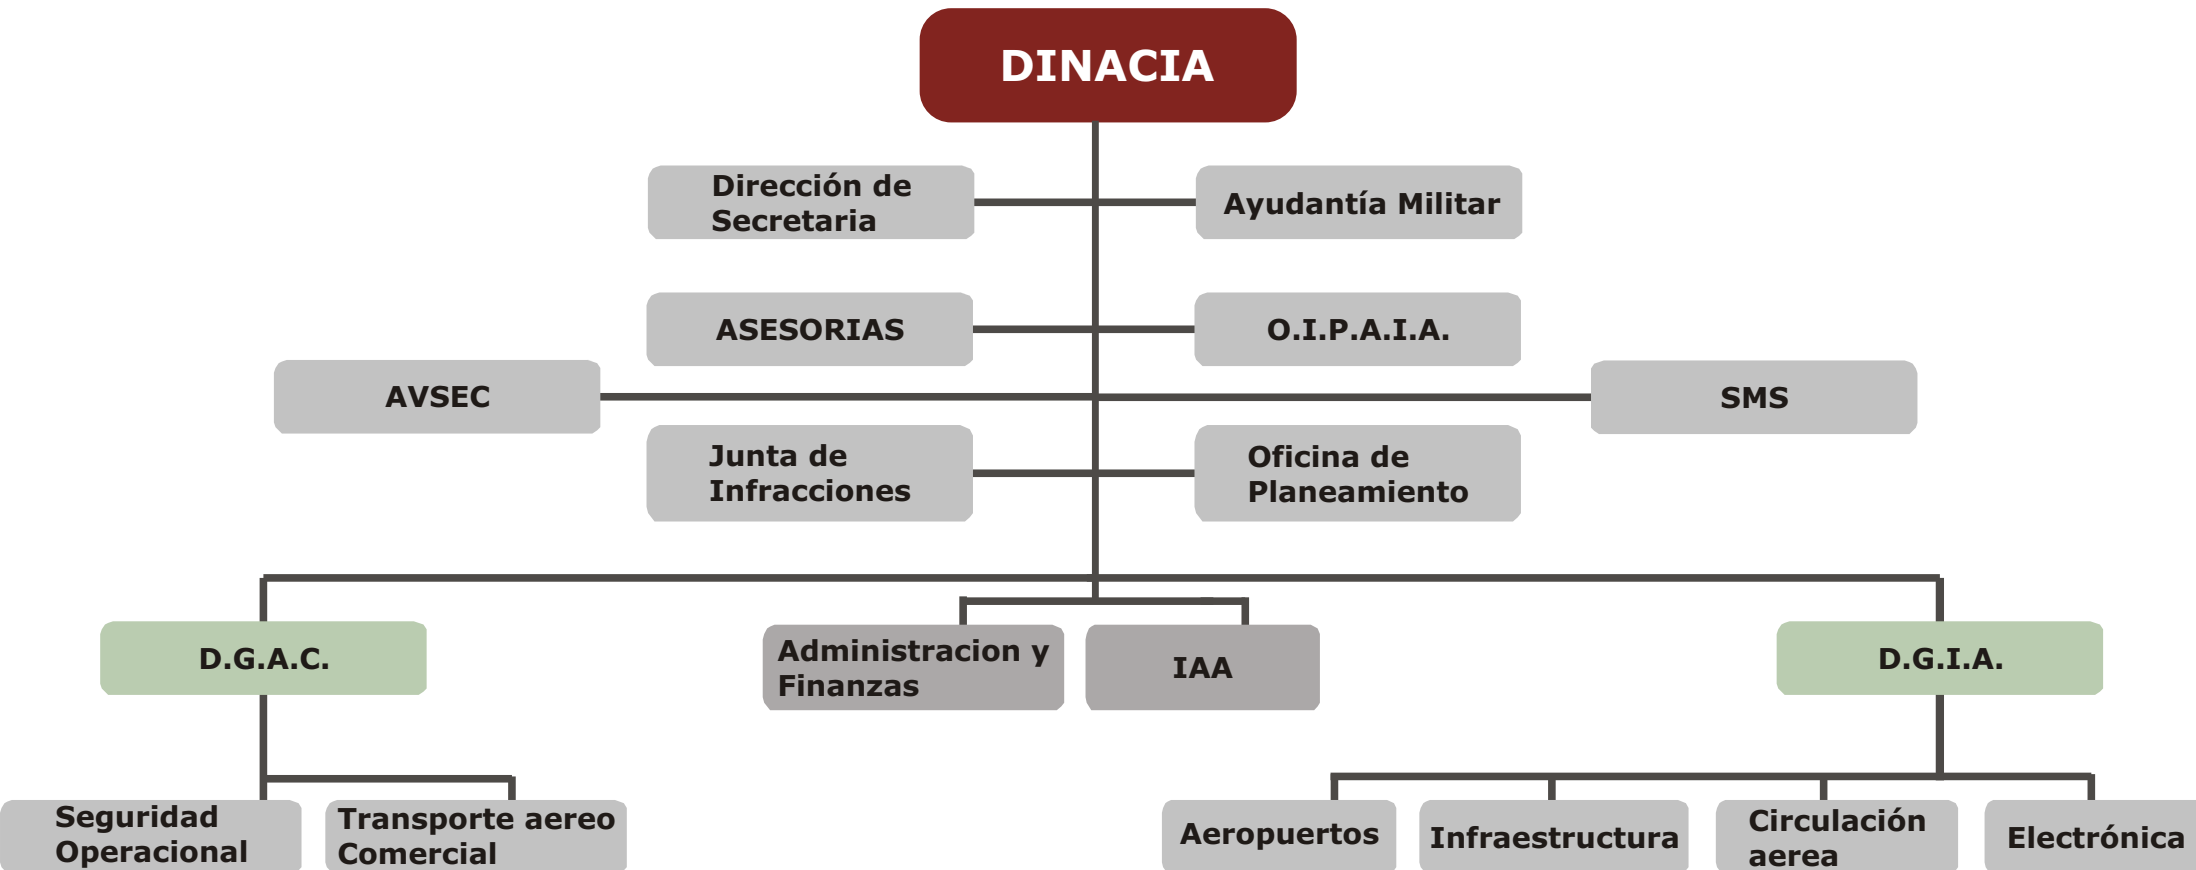 DINACIA
Dirección de
Secretaria
Ayudantía Militar
ASESORIAS
O.I.P.A.I.A.
AVSEC
SMS
Junta de
Infracciones
Oficina de
Planeamiento
D.G.A.C.
Administracion y
Finanzas
IAA
D.G.I.A.
Seguridad
Operacional
Transporte aereo
Comercial
Aeropuertos
Infraestructura
Circulación
aerea
Electrónica